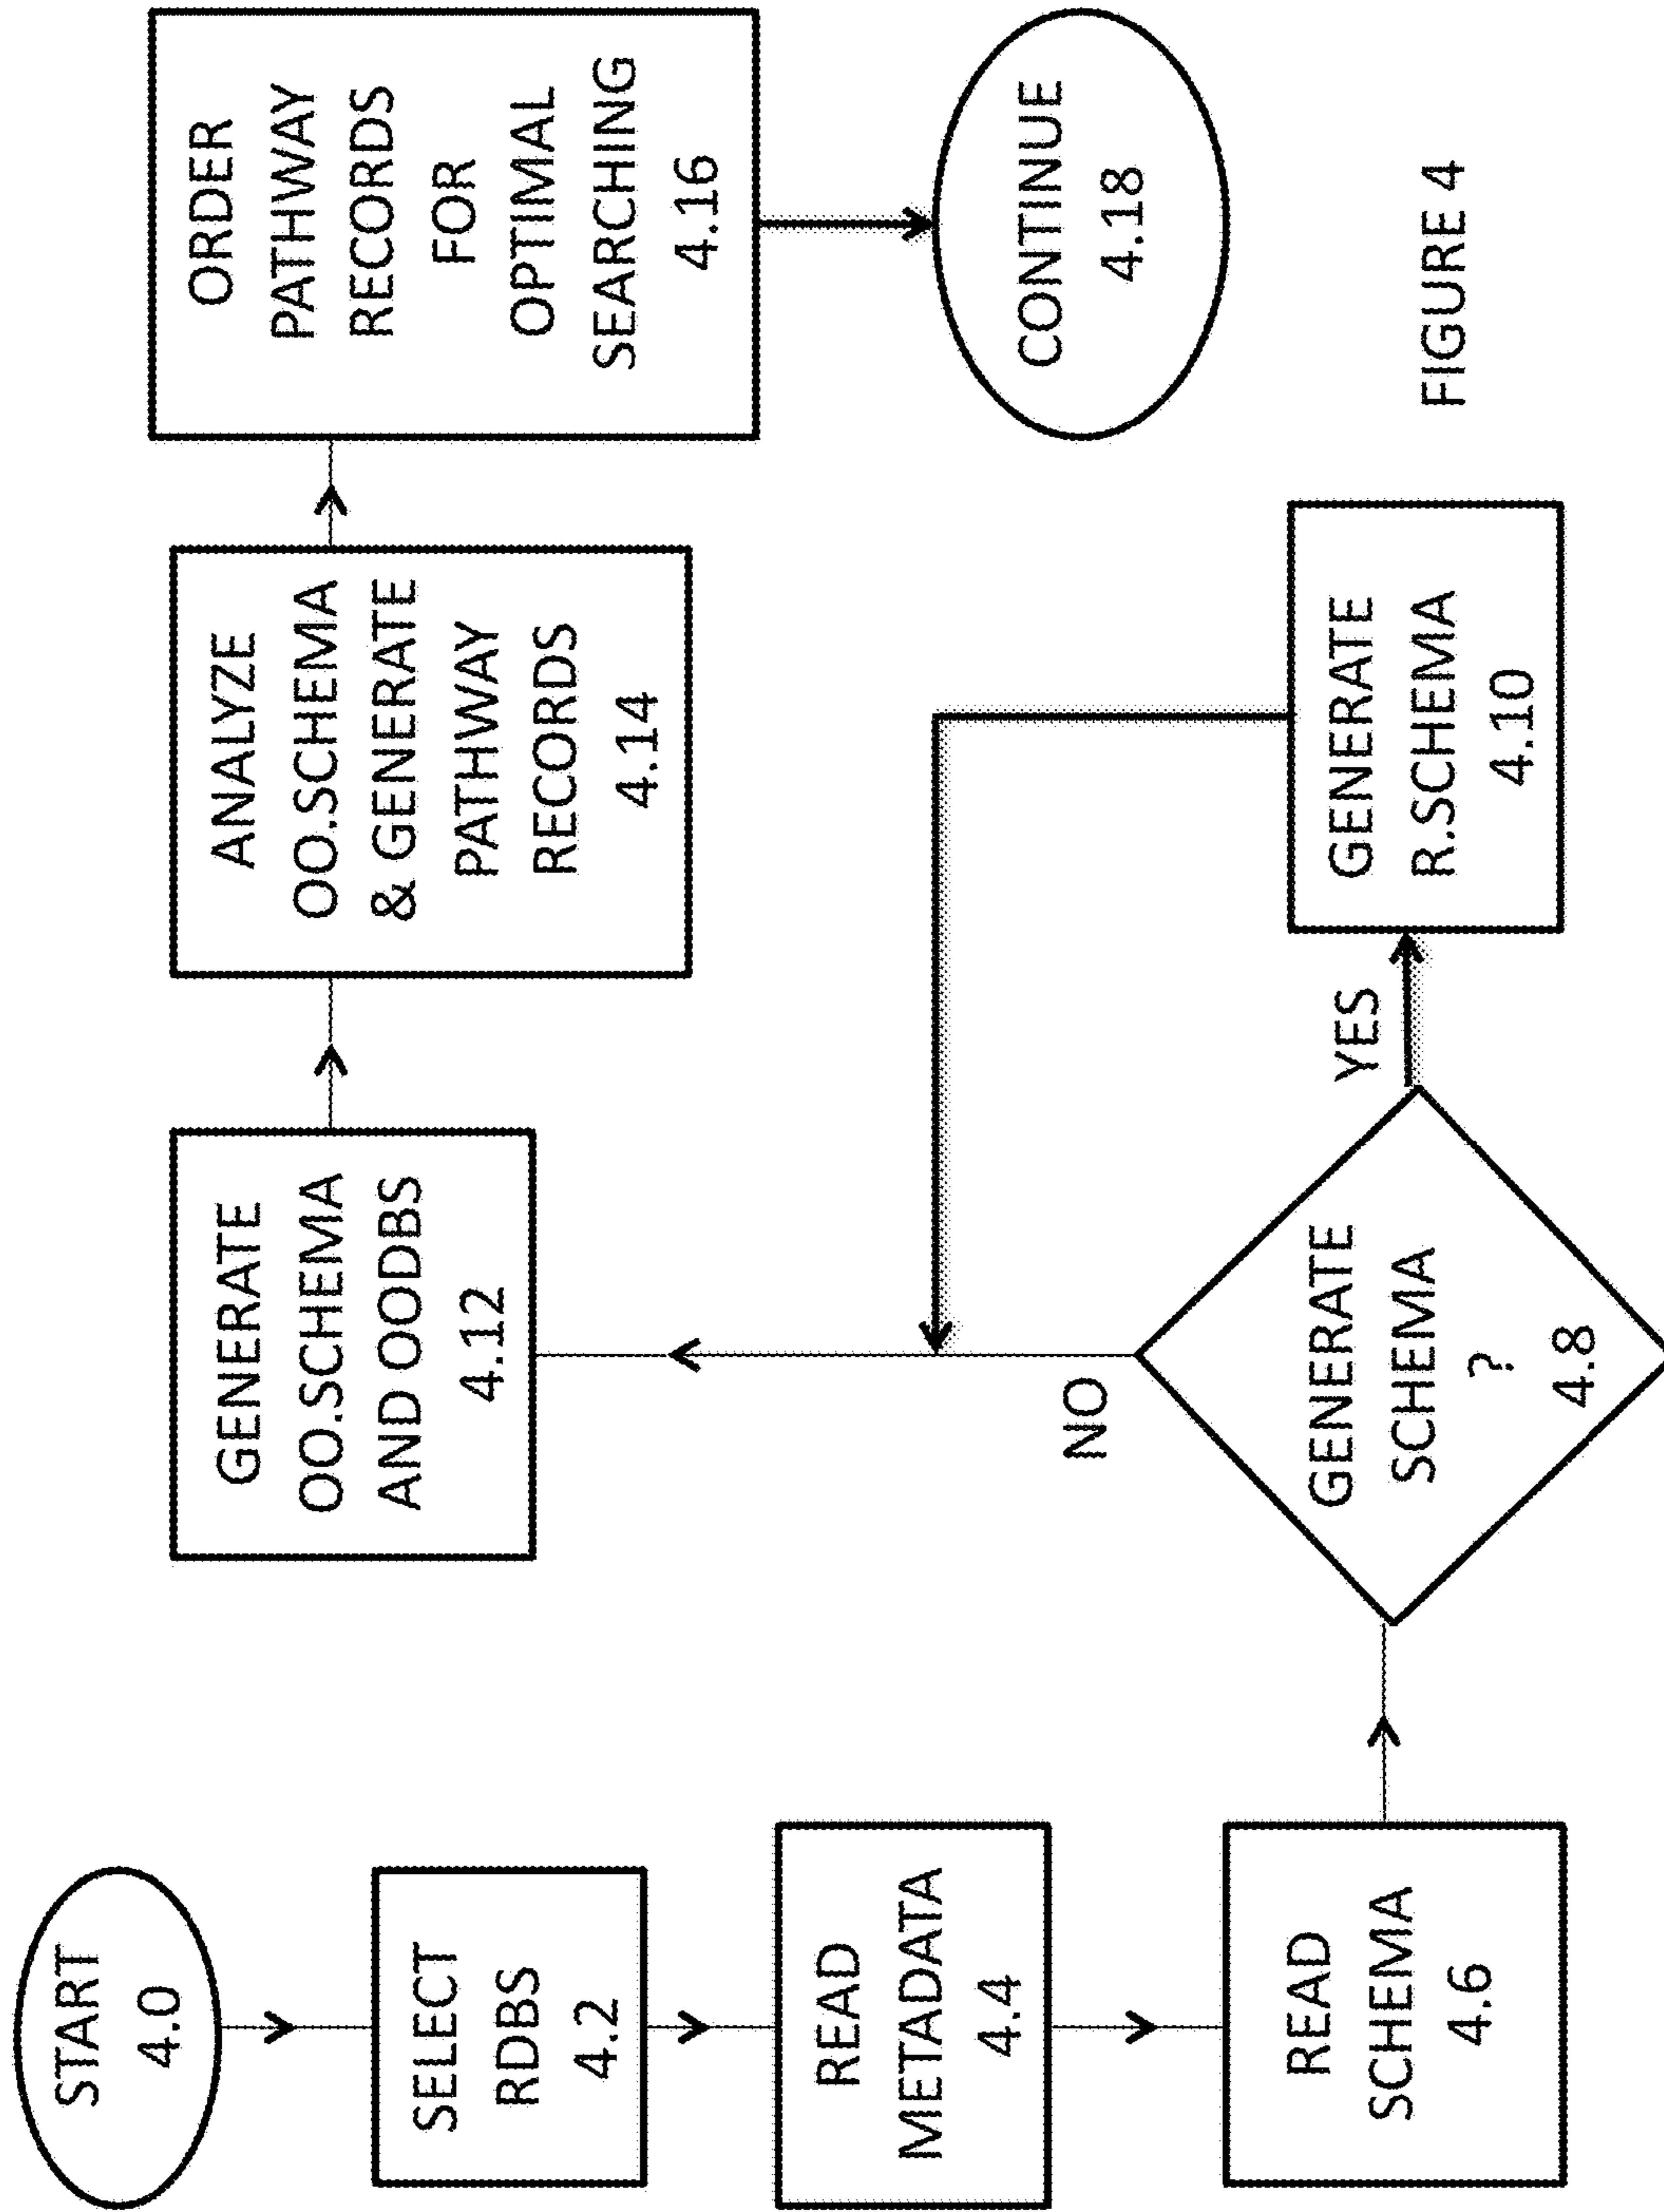 START
4.0
SELECT
RDBS
4.2
READ
METADATA
4.4
READ
SCHEMA
4.6
GENERATE
SCHEMA
?
4.8
NO
YES
GENERATE
R.SCHEMA
4.10
GENERATE
OO.SCHEMA
AND OODBS
4.12
ANALYZE
OO.SCHEMA
& GENERATE
PATHWAY
RECORDS
4.14
ORDER
PATHWAY
RECORDS
FOR
OPTIMAL
SEARCHING
4.16
CONTINUE
4.18
FIGURE 4